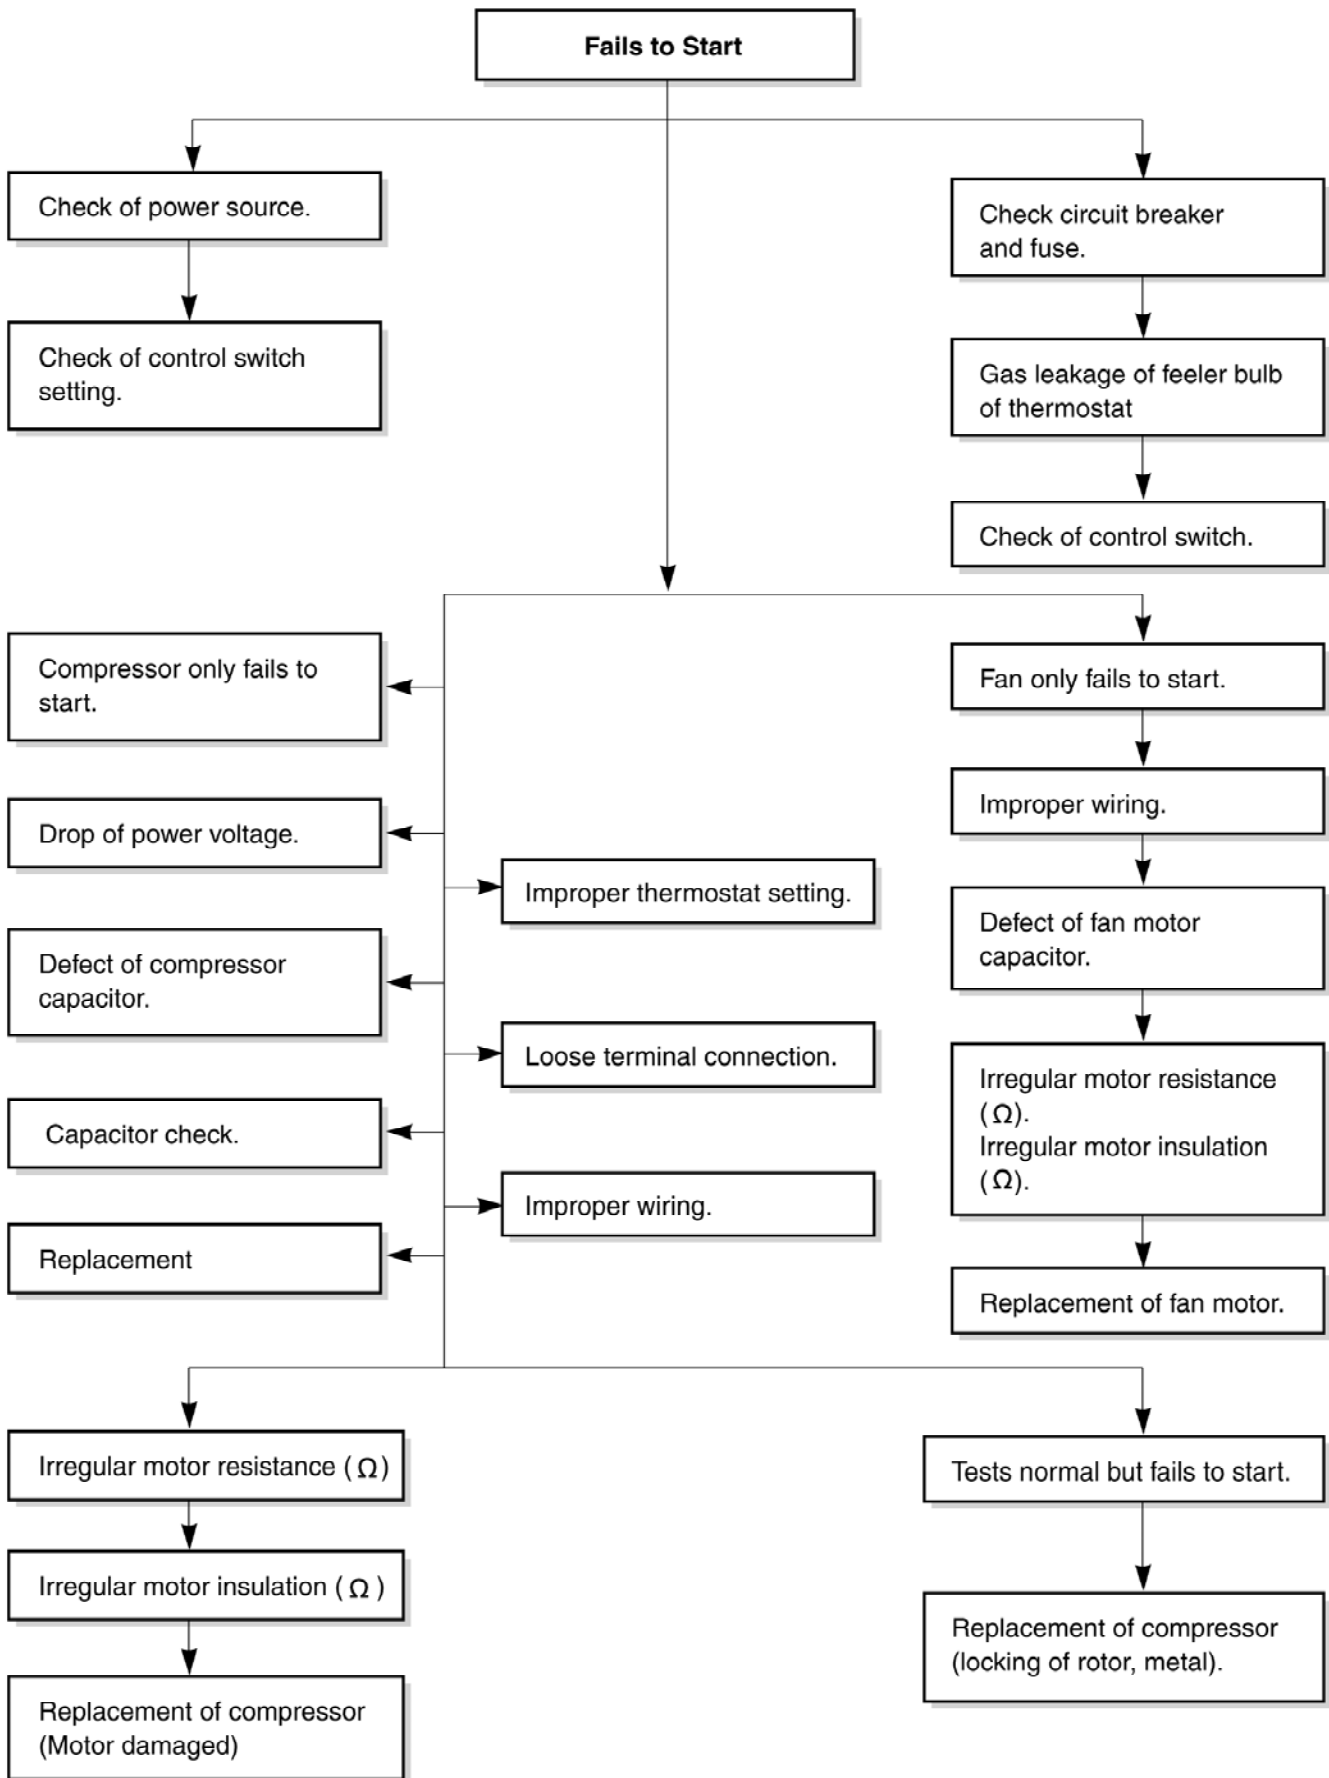 Fails to Start
Check of power source.
Check of control switch
setting.
Check circuit breaker
and fuse.
Gas leakage of feeler bulb
of thermostat
Check of control switch.
Compressor only fails to
start.
Drop of power voltage.
Defect of compressor
capacitor.
Capacitor check.
Replacement
Improper thermostat setting.
Loose terminal connection.
Improper wiring.
Fan only fails to start.
Improper wiring.
Defect of fan motor
capacitor.
Irregular motor resistance
(Ω).
Irregular motor insulation
(Ω).
Replacement of fan motor.
Irregular motor resistance (Ω)
Irregular motor insulation (Ω)
Replacement of compressor
(Motor damaged)
Tests normal but fails to start.
Replacement of compressor
(locking of rotor, metal).